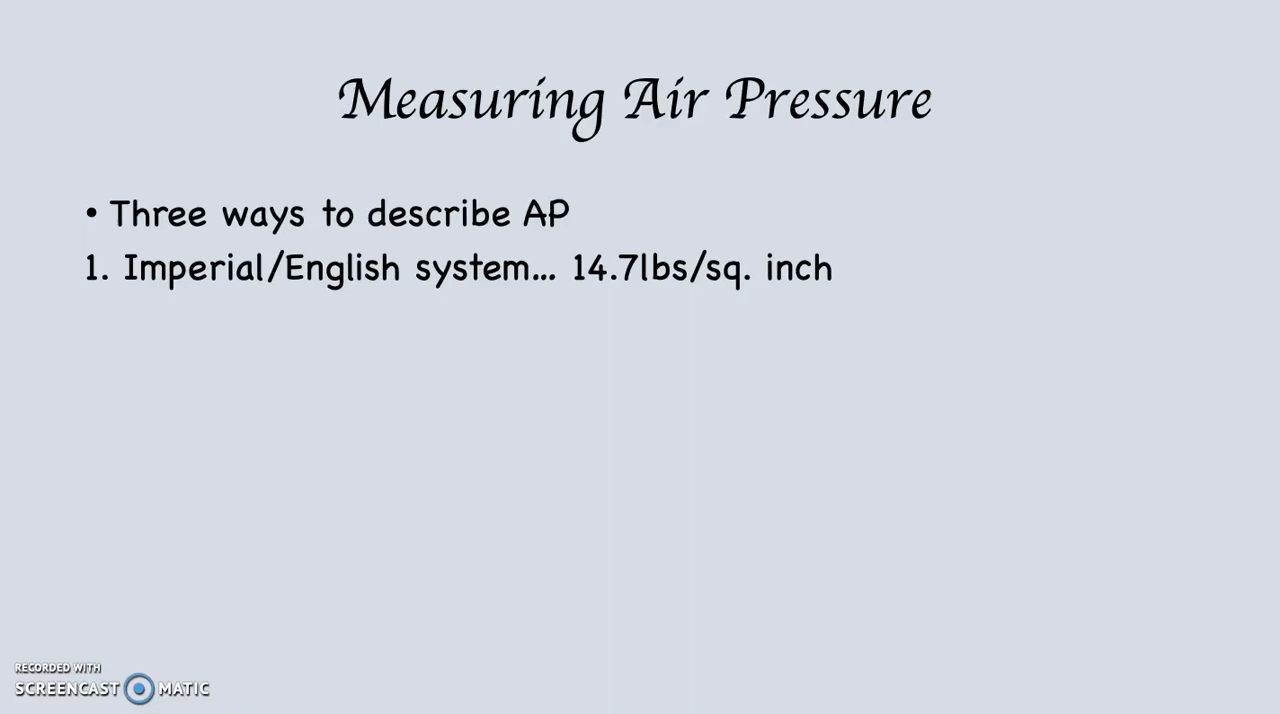 Measuring Air Pressure
• Three ways to describe AP
1. Imperial/English system... 14.7lbs/sq. inch
RECORDED WITH
SCREENCAST MATIC